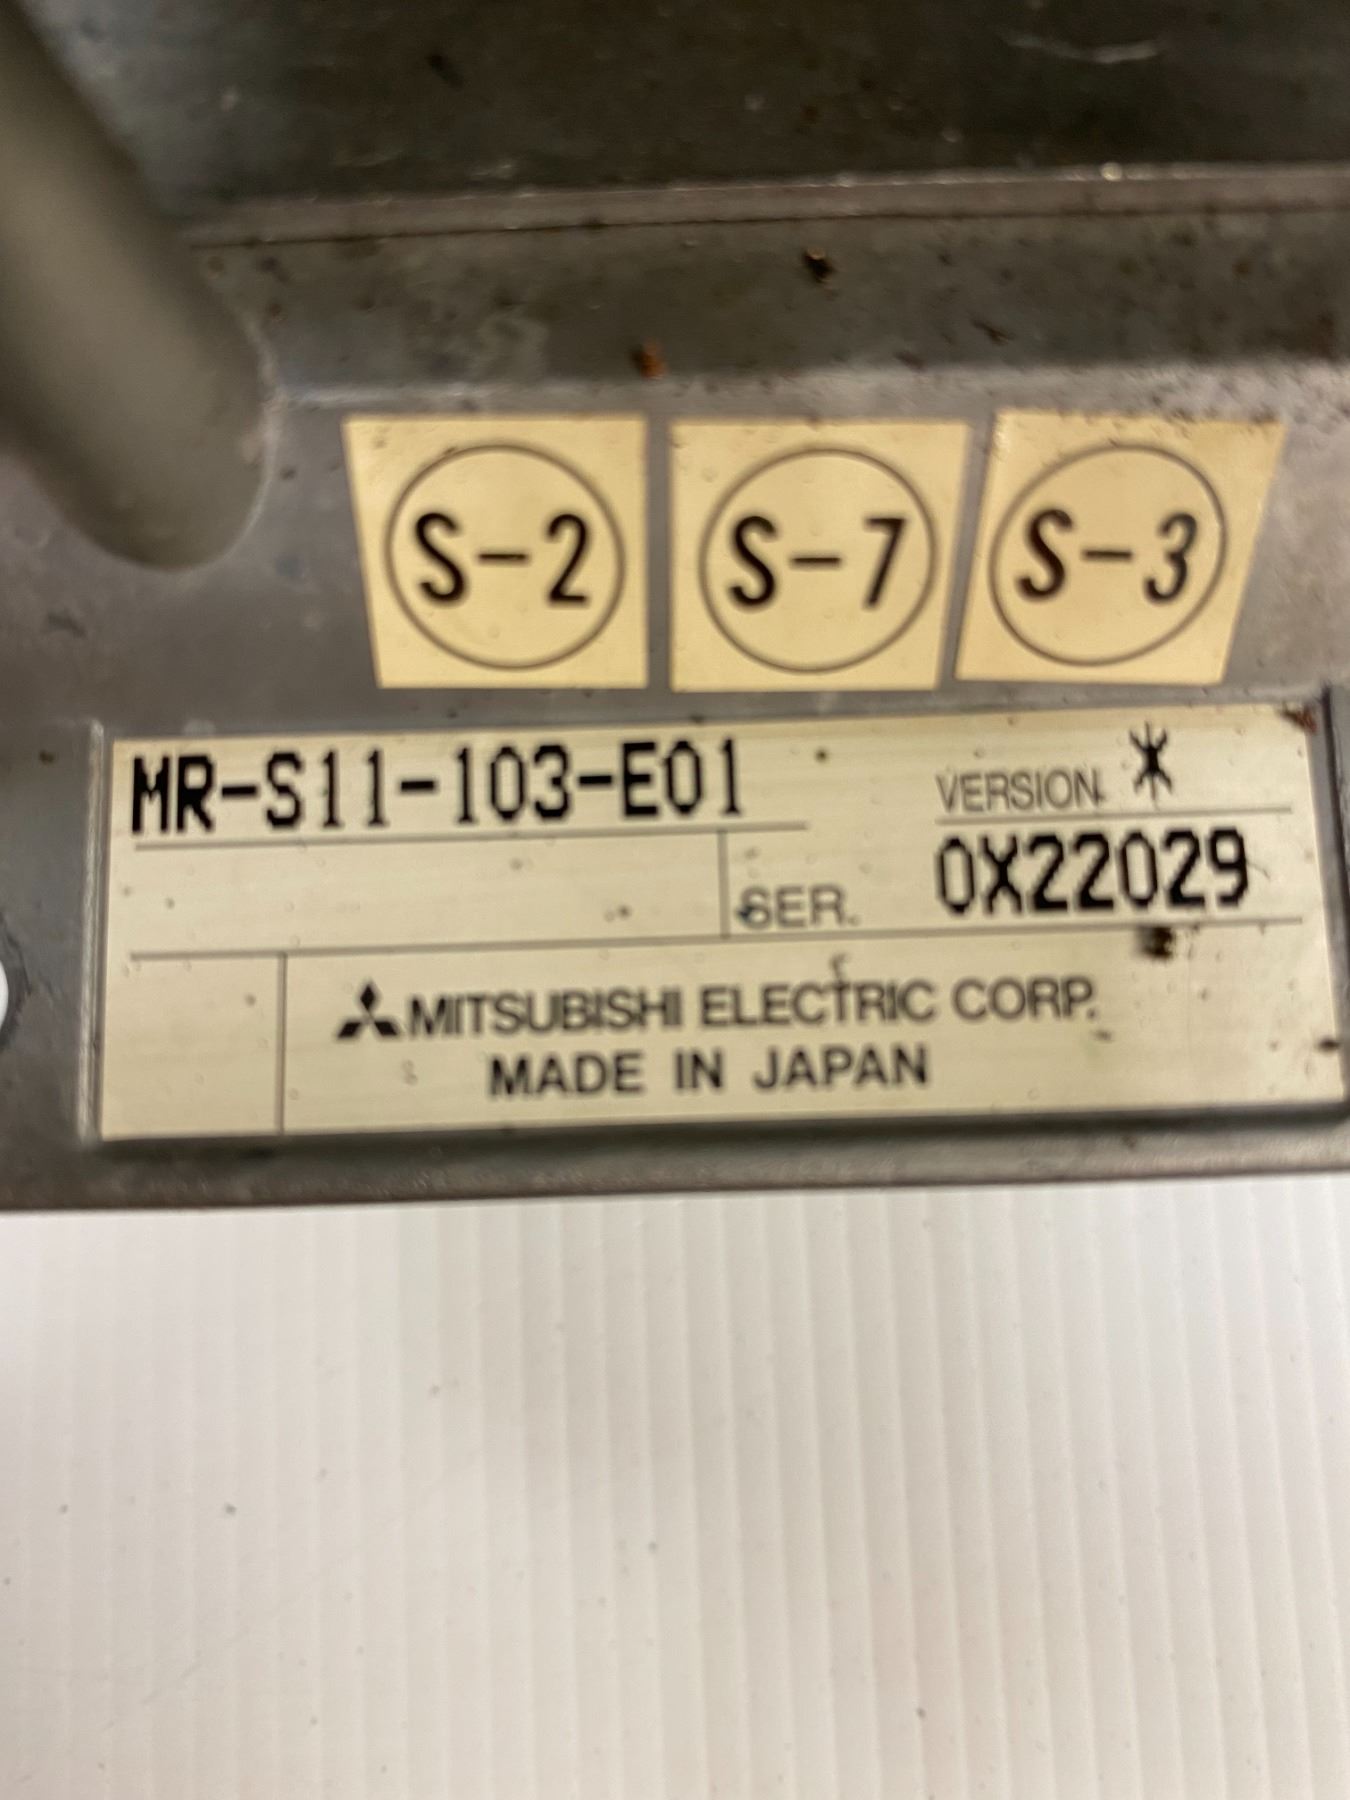 S-2 S-7 S-3
MR-S11-103-E01
VERSION *
SER. 0X22029
MITSUBISHI ELECTRIC CORP.
MADE IN JAPAN